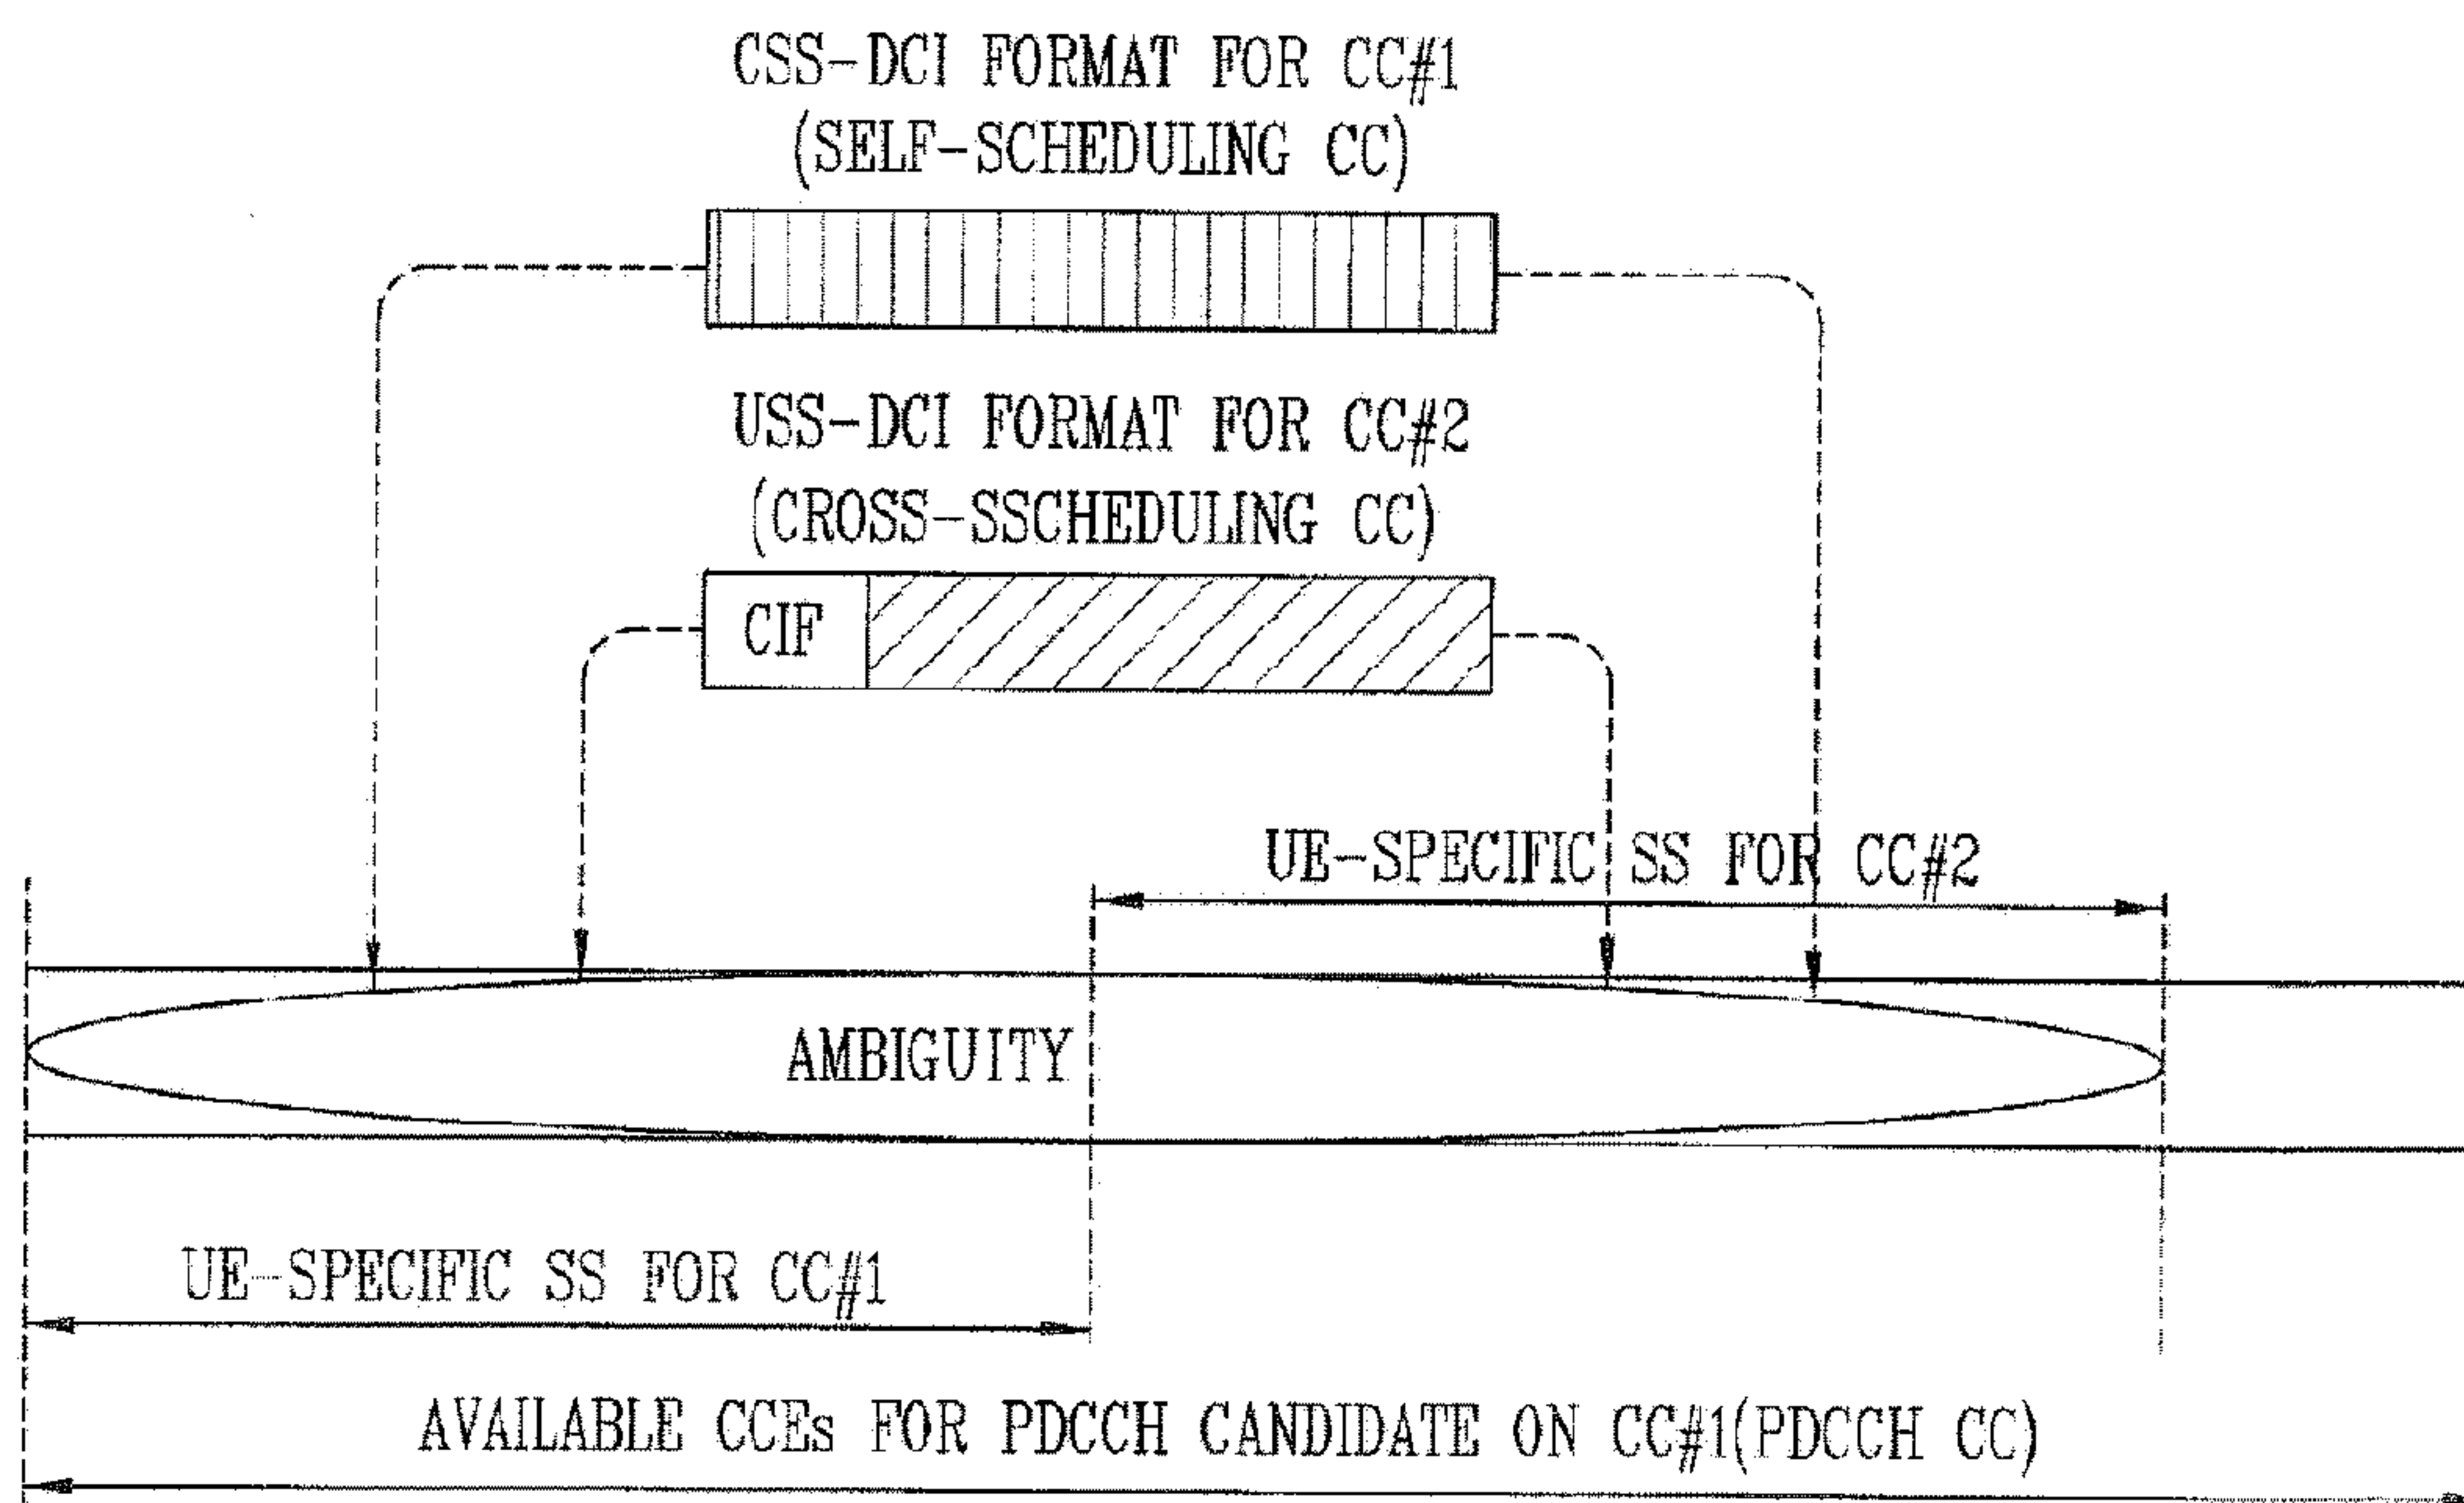 CSS-DCI FORMAT FOR CC#1
(SELF-SCHEDULING CC)
USS-DCI FORMAT FOR CC#2
(CROSS-SSCHEDULING CC)
CIF
UE-SPECIFIC SS FOR CC#2
AMBIGUITY
UE-SPECIFIC SS FOR CC#1
AVAILABLE CCEs FOR PDCCH CANDIDATE ON CC#1(PDCCH CC)